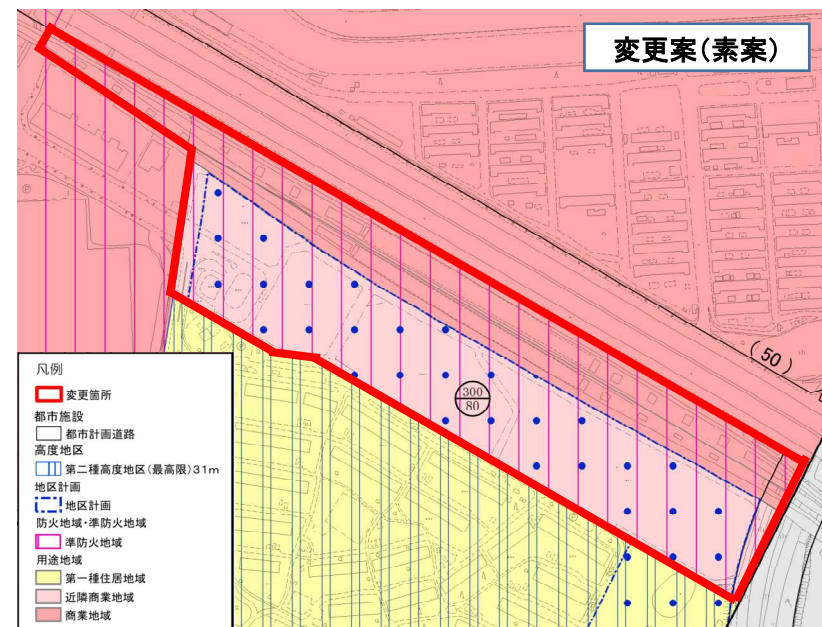 変更案(素案)
(50)
300
80
凡例
変更箇所
都市施設
都市計画道路
高度地区
第二種高度地区(最高限)31m
地区計画
地区計画
防火地域・準防火地域
準防火地域
用途地域
第一種住居地域
近隣商業地域
商業地域